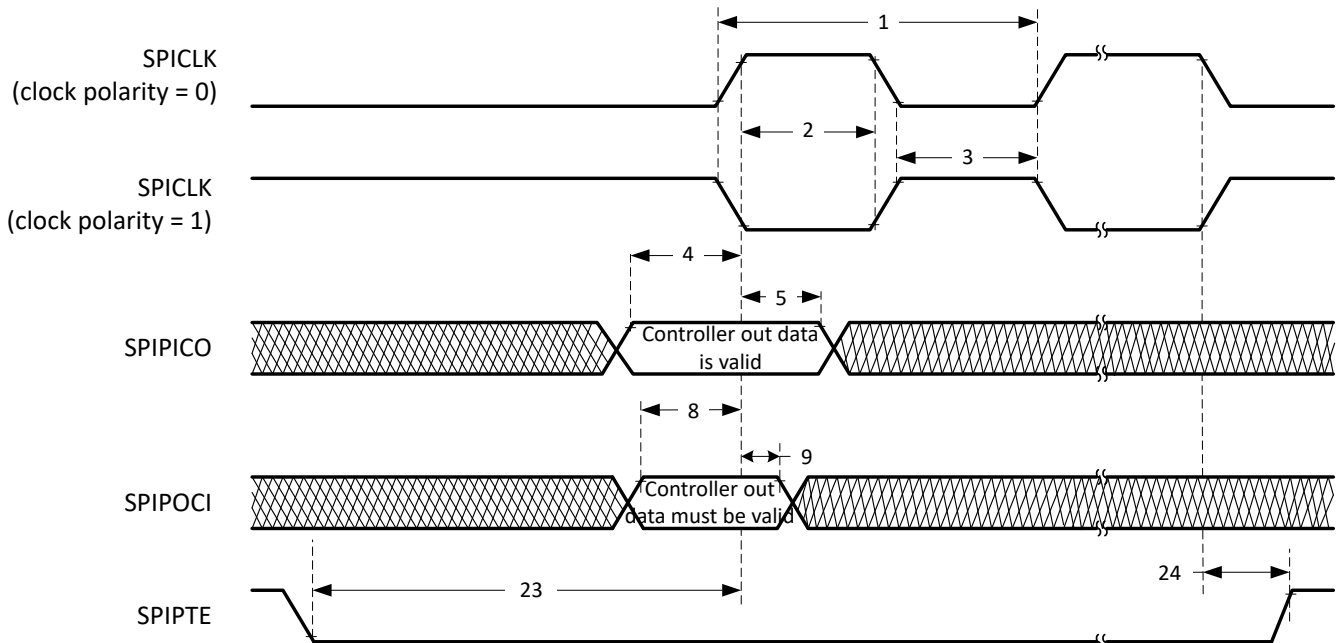 1
SPICLK
(clock polarity = 0)
2
3
SPICLK
(clock polarity = 1)
4
5
SPIPICO
Controller out data
is valid
8
9
SPIPOCI
Controller out
data must be valid
23
24
SPIPTE